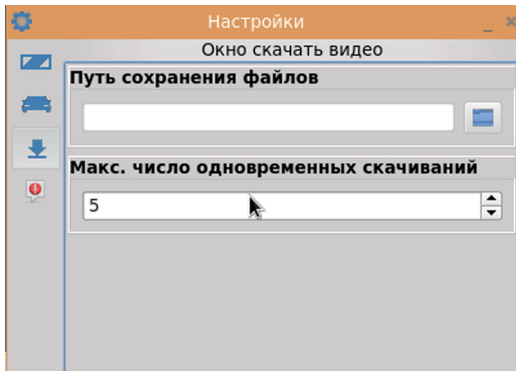 Настройки
Окно скачать видео
Путь сохранения файлов
Макс. число одновременных скачиваний
5